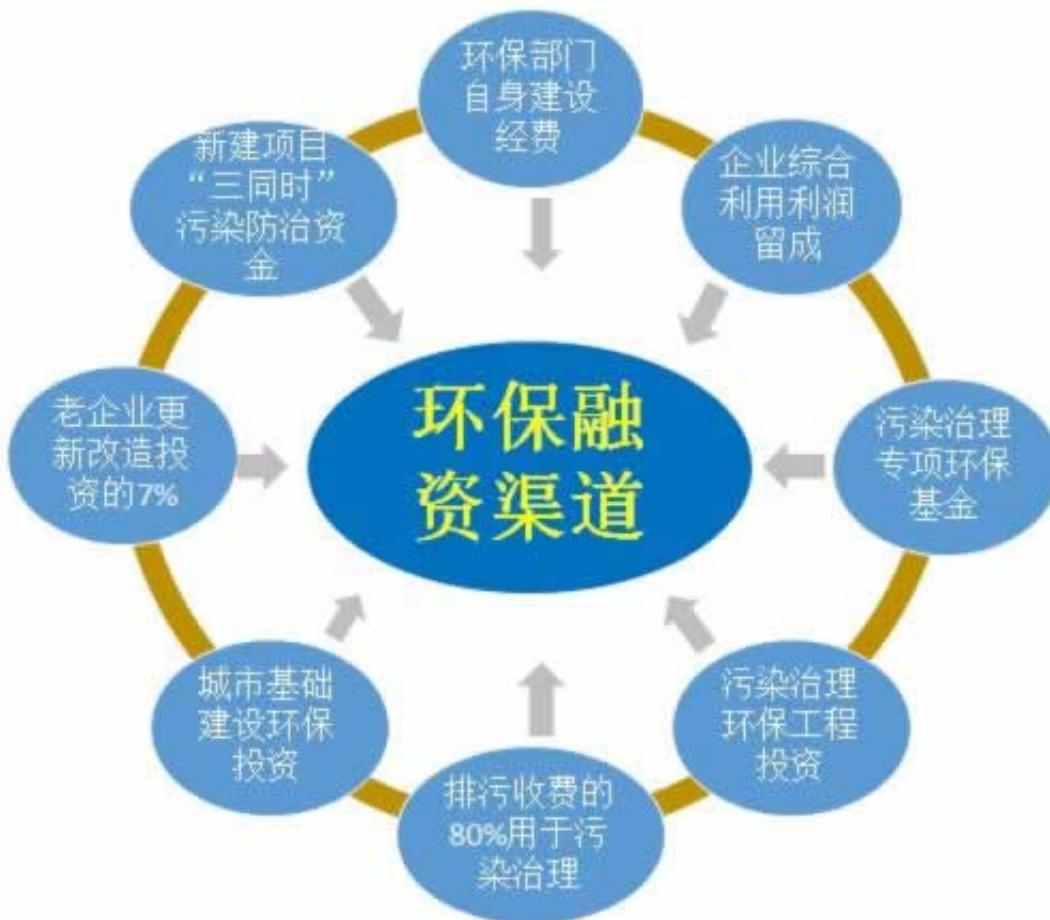 环保部门
自身建设
经费
企业综合
利用利润
留成
污染治理
专项环保
基金
污染治理
环保工程
投资
排污收费的
80%用于污
染治理
城市基础
建设环保
投资
老企业更
新改造投
资的7%
新建项目
“三同时”
污染防治资
金
环保融
资渠道